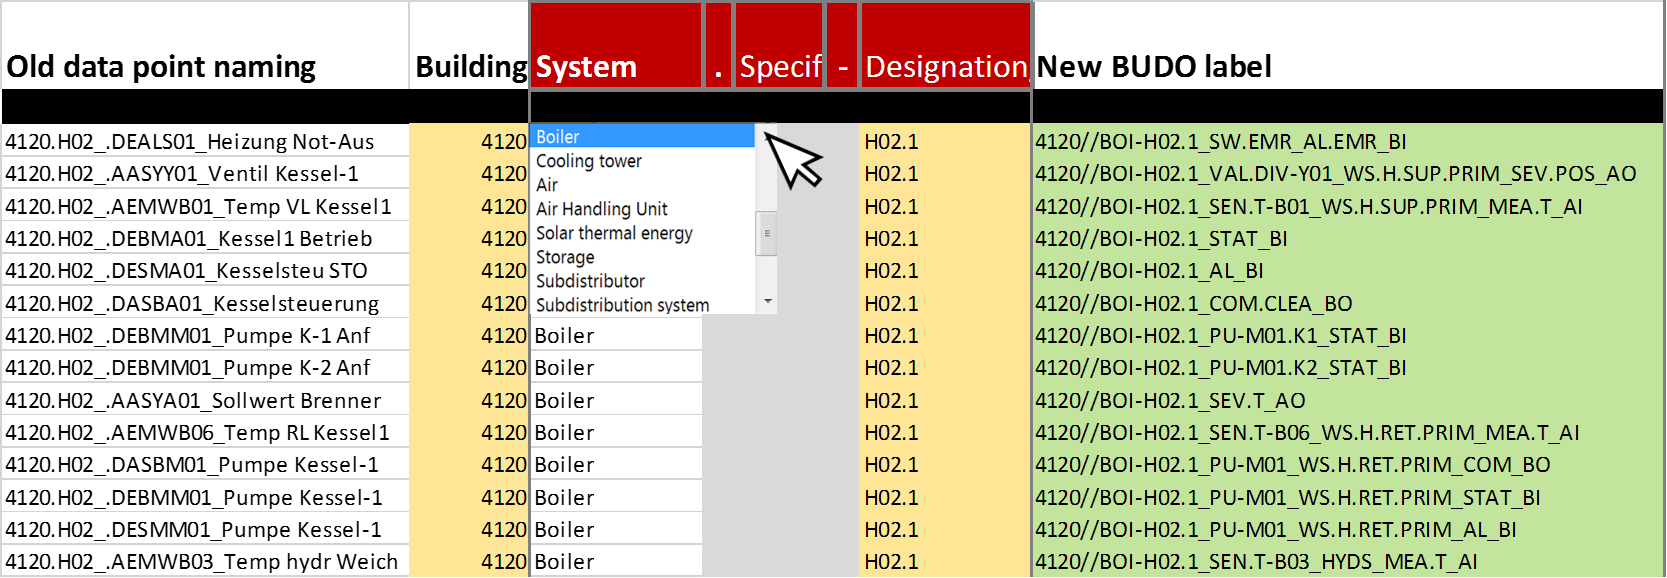 Old data point naming Building System . Specif - Designation New BUDO label
4120.H02_.DEALS01_Heizung Not-Aus 4120 Boiler H02.1 4120//BOI-H02.1_SW.EMR_AL.EMR_BI
4120.H02_.AASYY01_Ventil Kessel-1 4120 Cooling tower H02.1 4120//BOI-H02.1_VAL.DIV-Y01_WS.H.SUP.PRIM_SEV.POS_AO
Air
4120.H02_.AEMWB01_Temp VL Kessel1 4120 Air Handling Unit H02.1 4120//BOI-H02.1_SEN.T-B01_WS.H.SUP.PRIM_MEA.T_AI
4120.H02_.DEBMA01_Kessel1 Betrieb 4120 Solar thermal energy H02.1 4120//BOI-H02.1_STAT_BI
Storage
4120.H02_.DESMA01_Kesselsteu STO 4120 Subdistributor H02.1 4120//BOI-H02.1_AL_BI
4120.H02_.DASBA01_Kesselsteuerung 4120 Subdistribution system H02.1 4120//BOI-H02.1_COM.CLEA_BO
4120.H02_.DEBMM01_Pumpe K-1 Anf 4120 Boiler H02.1 4120//BOI-H02.1_PU-M01.K1_STAT_BI
4120.H02_.DEBMM01_Pumpe K-2 Anf 4120 Boiler H02.1 4120//BOI-H02.1_PU-M01.K2_STAT_BI
4120.H02_.AASYA01_Sollwert Brenner 4120 Boiler H02.1 4120//BOI-H02.1_SEV.T_AO
4120.H02_.AEMWB06_Temp RL Kessel1 4120 Boiler H02.1 4120//BOI-H02.1_SEN.T-B06_WS.H.RET.PRIM_MEA.T_AI
4120.H02_.DASBM01_Pumpe Kessel-1 4120 Boiler H02.1 4120//BOI-H02.1_PU-M01_WS.H.RET.PRIM_COM_BO
4120.H02_.DEBMM01_Pumpe Kessel-1 4120 Boiler H02.1 4120//BOI-H02.1_PU-M01_WS.H.RET.PRIM_STAT_BI
4120.H02_.DESMM01_Pumpe Kessel-1 4120 Boiler H02.1 4120//BOI-H02.1_PU-M01_WS.H.RET.PRIM_AL_BI
4120.H02_.AEMWB03_Temp hydr Weich 4120 Boiler H02.1 4120//BOI-H02.1_SEN.T-B03_HYDS_MEA.T_AI